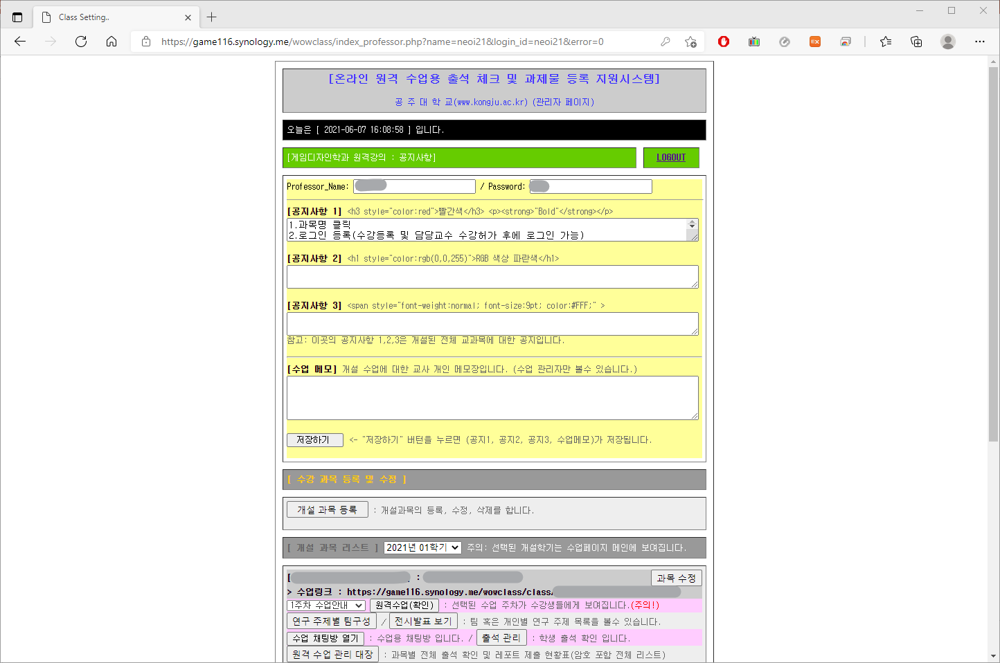 Class Setting..
https://game116.synology.me/wowclass/index_professor.php?name=neoi21&login_id=neoi21&error=0
[온라인 원격 수업용 출석 체크 및 과제물 등록 지원시스템]
공 주 대 학 교(www.kongju.ac.kr) (관리자 페이지)
오늘은 [ 2021-06-07 16:08:58 ] 입니다.
[게임디자인학과 원격강의 : 공지사항] LOGOUT
Professor_Name: / Password:
[공지사항 1] <h3 style="color:red">빨간색</h3> <p><strong>"Bold"</strong></p>
1.과목명 클릭
2.로그인 등록(수강등록 및 담당교수 수강허가 후에 로그인 가능)
[공지사항 2] <h1 style="color:rgb(0,0,255)">RGB 색상 파란색</h1>
[공지사항 3] <span style="font-weight:normal; font-size:9pt; color:#FFF;" >
참고: 이곳의 공지사항 1,2,3은 개설된 전체 교과목에 대한 공지입니다.
[수업 메모] 개설 수업에 대한 교사 개인 메모장입니다. (수업 관리자만 볼수 있습니다.)
저장하기 <- "저장하기" 버턴을 누르면 (공지1, 공지2, 공지3, 수업메모)가 저장됩니다.
[ 수강 과목 등록 및 수정 ]
개설 과목 등록 : 개설과목의 등록, 수정, 삭제를 합니다.
[ 개설 과목 리스트 ] 2021년 01학기 주의: 선택된 개설학기는 수업페이지 메인에 보여집니다.
[ : 과목 수정
> 수업링크 : https://game116.synology.me/wowclass/class/
1주차 수업안내 원격수업(확인) : 선택된 수업 주차가 수강생들에게 보여집니다.(주의!)
연구 주제별 팀구성 / 전시발표 보기 : 팀 혹은 개인별 연구 주제 목록을 볼수 있습니다.
수업 채팅방 열기 : 수업용 채팅방 입니다. / 출석 관리 : 학생 출석 확인 입니다.
원격 수업 관리 대장 : 과목별 전체 출석 확인 및 레포트 제출 현황표(암호 포함 전체 리스트)